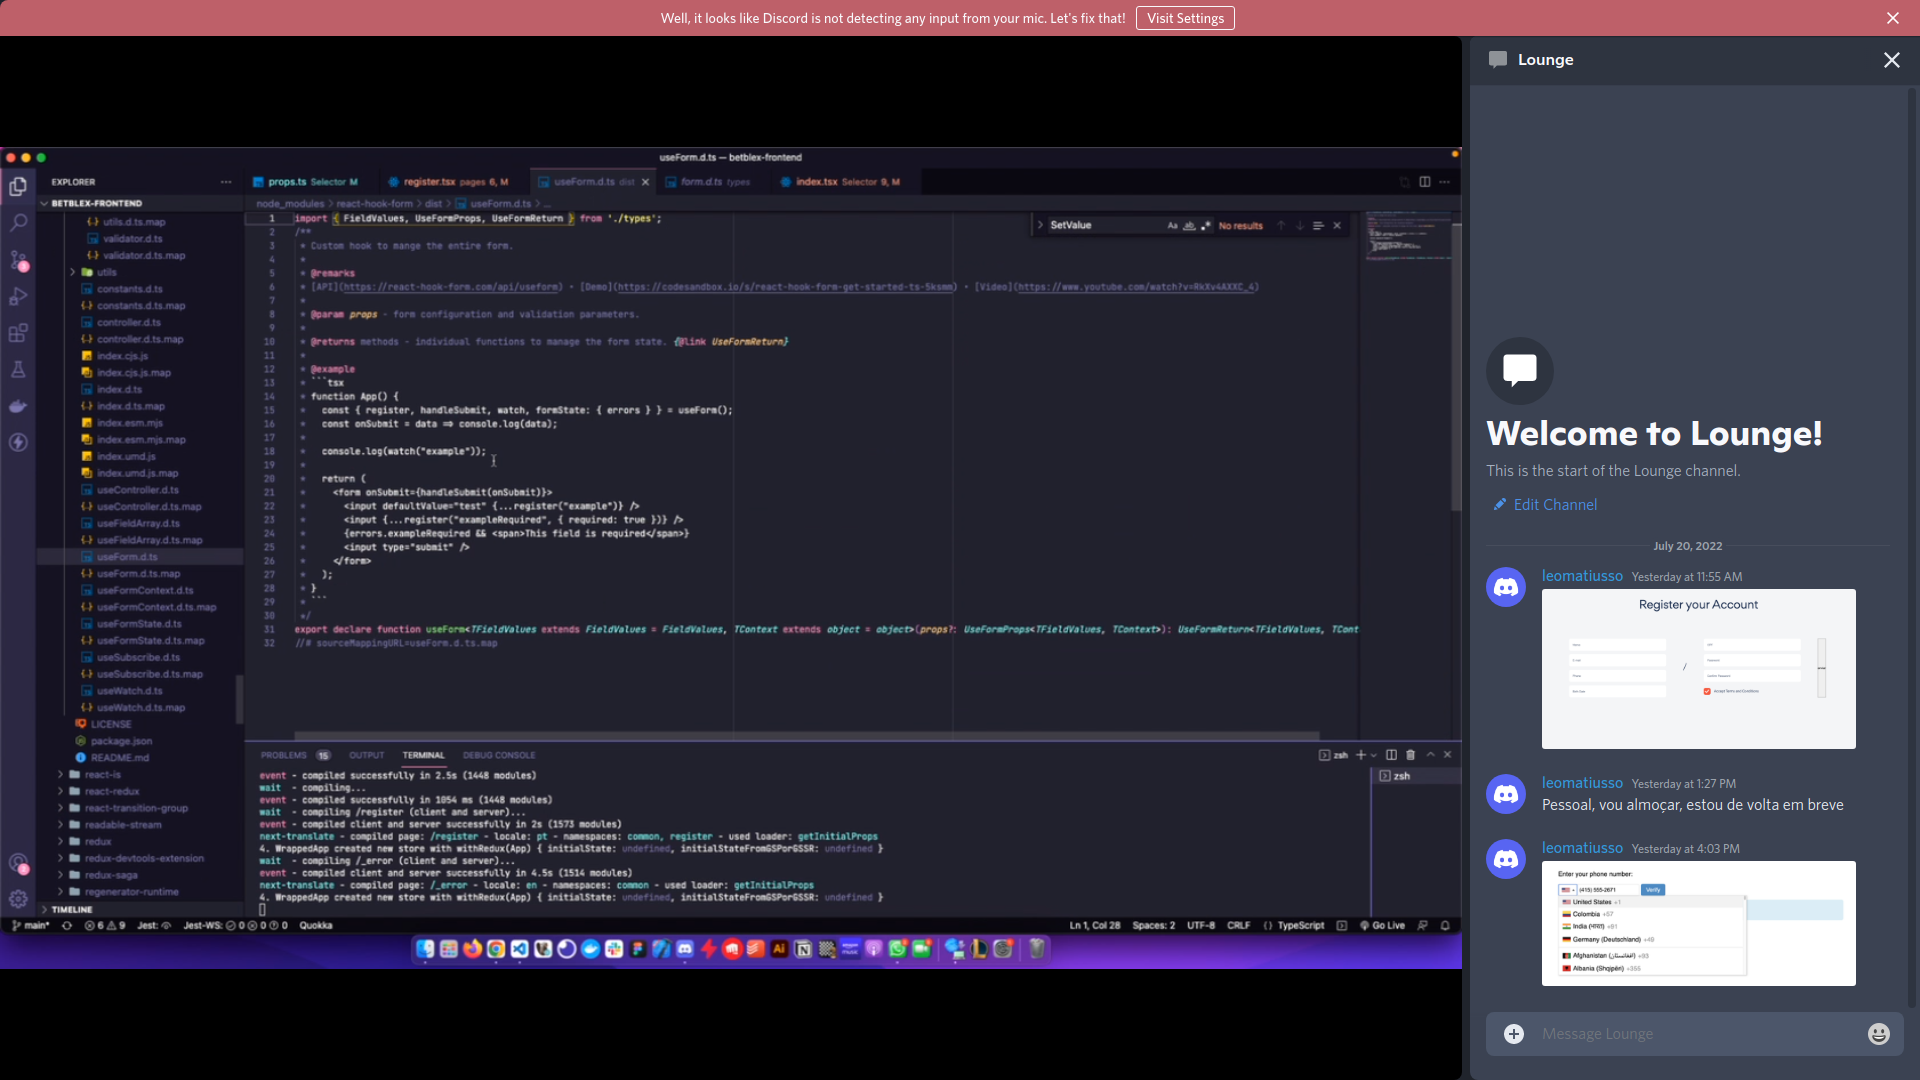 Well, it looks like Discord is not detecting any input from your mic. Let's fix that!
Visit Settings
useForm.d.ts — betblex-frontend
EXPLORER
props.ts Selector M
register.tsx pages 6, M
useForm.d.ts dist
form.d.ts types
index.tsx Selector 9, M
BETBLEX-FRONTEND
node_modules > react-hook-form > dist > useForm.d.ts > ...
utils.d.ts.map
validator.d.ts
validator.d.ts.map
utils
constants.d.ts
constants.d.ts.map
controller.d.ts
controller.d.ts.map
index.cjs.js
index.cjs.js.map
index.d.ts
index.d.ts.map
index.esm.mjs
index.esm.mjs.map
index.umd.js
index.umd.js.map
useController.d.ts
useController.d.ts.map
useFieldArray.d.ts
useFieldArray.d.ts.map
useForm.d.ts
useForm.d.ts.map
useFormContext.d.ts
useFormContext.d.ts.map
useFormState.d.ts
useFormState.d.ts.map
useSubscribe.d.ts
useSubscribe.d.ts.map
useWatch.d.ts
useWatch.d.ts.map
LICENSE
package.json
README.md
react-is
react-redux
react-transition-group
readable-stream
redux
redux-devtools-extension
redux-saga
regenerator-runtime
TIMELINE
SetValue
Aa ab No results
1 import { FieldValues, UseFormProps, UseFormReturn } from './types';
2 /**
3 * Custom hook to mange the entire form.
4 *
5 * @remarks
6 * [API](https://react-hook-form.com/api/useform) • [Demo](https://codesandbox.io/s/react-hook-form-get-started-ts-5ksmm) • [Video](https://www.youtube.com/watch?v=RkXv4AXXC_4)
7 *
8 * @param props - form configuration and validation parameters.
9 *
10 * @returns methods - individual functions to manage the form state. {@link UseFormReturn}
11 *
12 * @example
13 * ```tsx
14 * function App() {
15 * const { register, handleSubmit, watch, formState: { errors } } = useForm();
16 * const onSubmit = data => console.log(data);
17 *
18 * console.log(watch("example"));
19 *
20 * return (
21 * <form onSubmit={handleSubmit(onSubmit)}>
22 * <input defaultValue="test" {...register("example")} />
23 * <input {...register("exampleRequired", { required: true })} />
24 * {errors.exampleRequired && <span>This field is required</span>}
25 * <input type="submit" />
26 * </form>
27 * );
28 * }
29 * ```
30 */
31 export declare function useForm<TFieldValues extends FieldValues = FieldValues, TContext extends object = object>(props?: UseFormProps<TFieldValues, TContext>): UseFormReturn<TFieldValues, TCont
32 //# sourceMappingURL=useForm.d.ts.map
PROBLEMS 15 OUTPUT TERMINAL DEBUG CONSOLE
zsh
zsh
event - compiled successfully in 2.5s (1448 modules)
wait - compiling...
event - compiled successfully in 1054 ms (1448 modules)
wait - compiling /register (client and server)...
event - compiled client and server successfully in 2s (1573 modules)
next-translate - compiled page: /register - locale: pt - namespaces: common, register - used loader: getInitialProps
4. WrappedApp created new store with withRedux(App) { initialState: undefined, initialStateFromGSPorGSSR: undefined }
wait - compiling /_error (client and server)...
event - compiled client and server successfully in 4.5s (1514 modules)
next-translate - compiled page: /_error - locale: en - namespaces: common - used loader: getInitialProps
4. WrappedApp created new store with withRedux(App) { initialState: undefined, initialStateFromGSPorGSSR: undefined }
main* 6 9 Jest: Jest-WS: 0 0 0 Quokka
Ln 1, Col 28 Spaces: 2 UTF-8 CRLF {} TypeScript Go Live
Lounge
Welcome to Lounge!
This is the start of the Lounge channel.
Edit Channel
July 20, 2022
leomatiusso Yesterday at 11:55 AM
Register your Account
Accept Terms and Conditions
leomatiusso Yesterday at 1:27 PM
Pessoal, vou almoçar, estou de volta em breve
leomatiusso Yesterday at 4:03 PM
Enter your phone number:
(415) 555-2671 Verify
United States +1
Colombia +57
India (भारत) +91
Germany (Deutschland) +49
Afghanistan (افغانستان) +93
Albania (Shqipëri) +355
Message Lounge